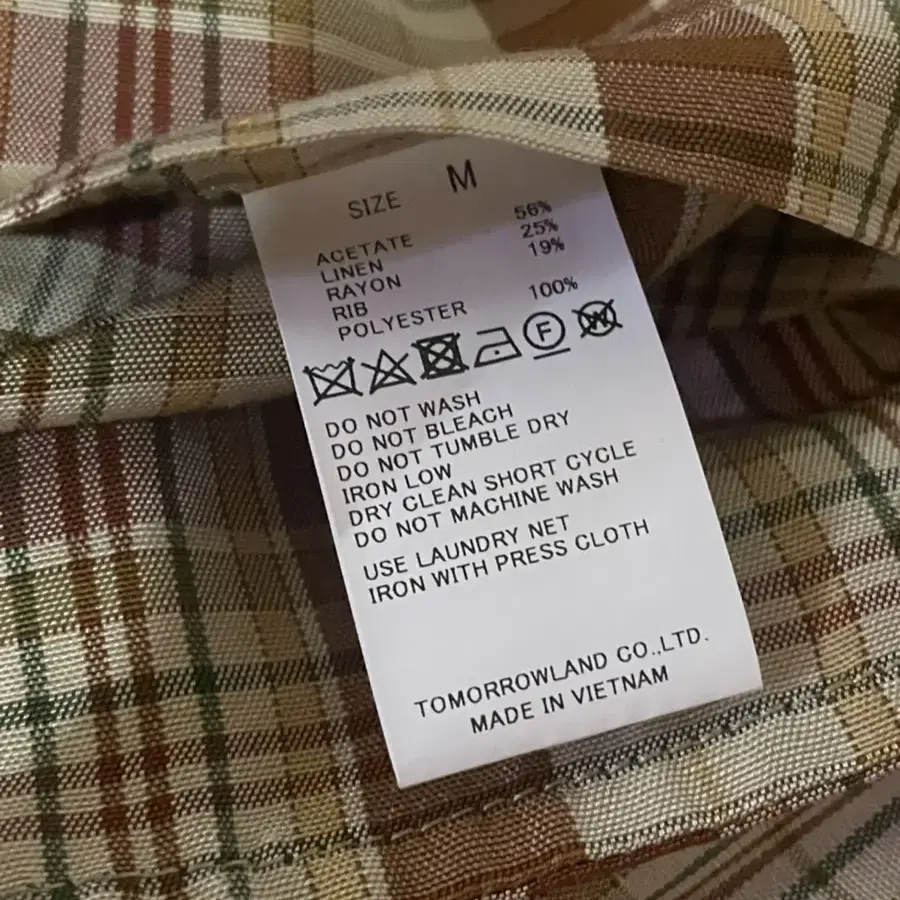 SIZE M
ACETATE 56%
LINEN 25%
RAYON 19%
RIB
POLYESTER 100%
F W
DO NOT WASH
DO NOT BLEACH
DO NOT TUMBLE DRY
IRON LOW
DRY CLEAN SHORT CYCLE
DO NOT MACHINE WASH
USE LAUNDRY NET
IRON WITH PRESS CLOTH
TOMORROWLAND CO.,LTD.
MADE IN VIETNAM